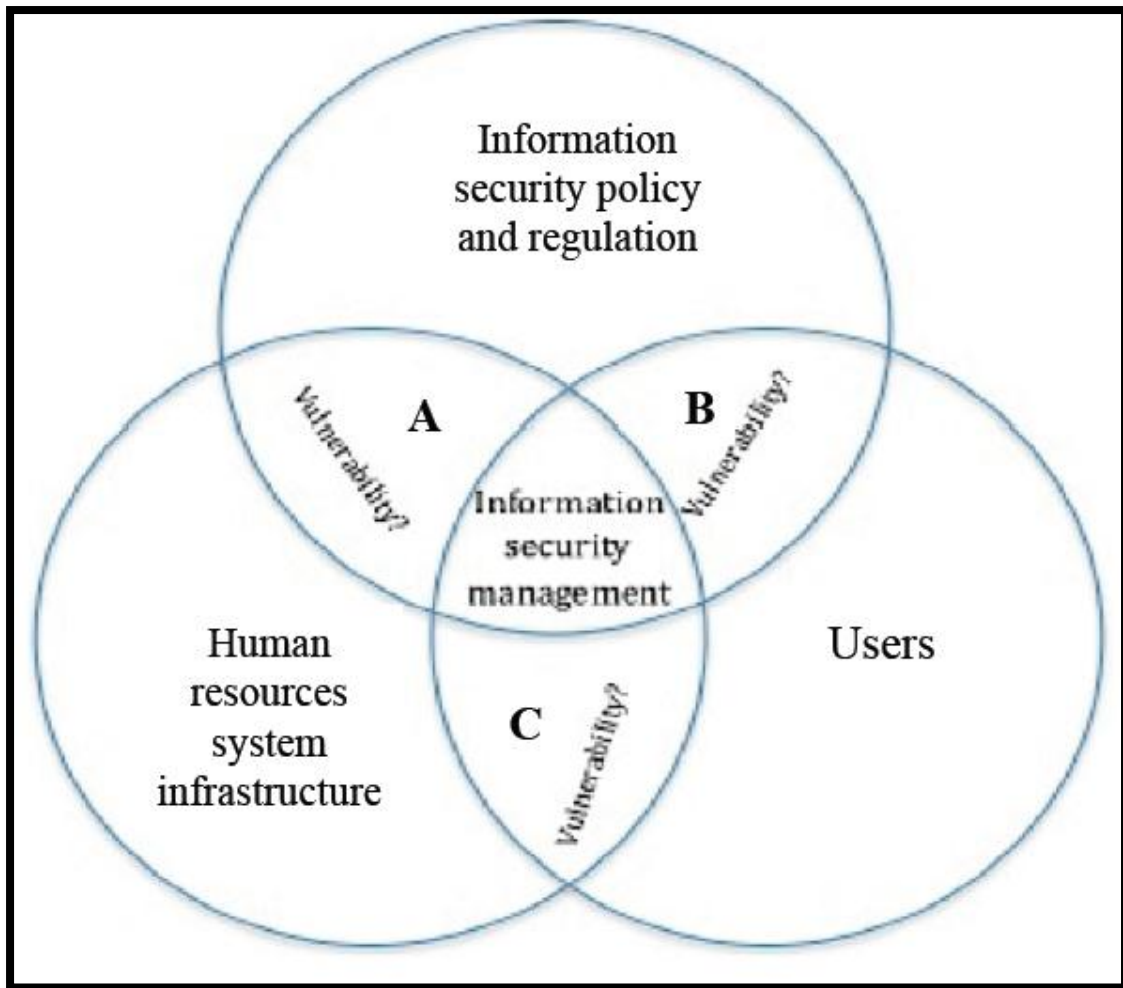 Information
security policy
and regulation
Vulnerability?
A
B
Vulnerability?
Information
security
management
Human
resources
system
infrastructure
Users
C
Vulnerability?